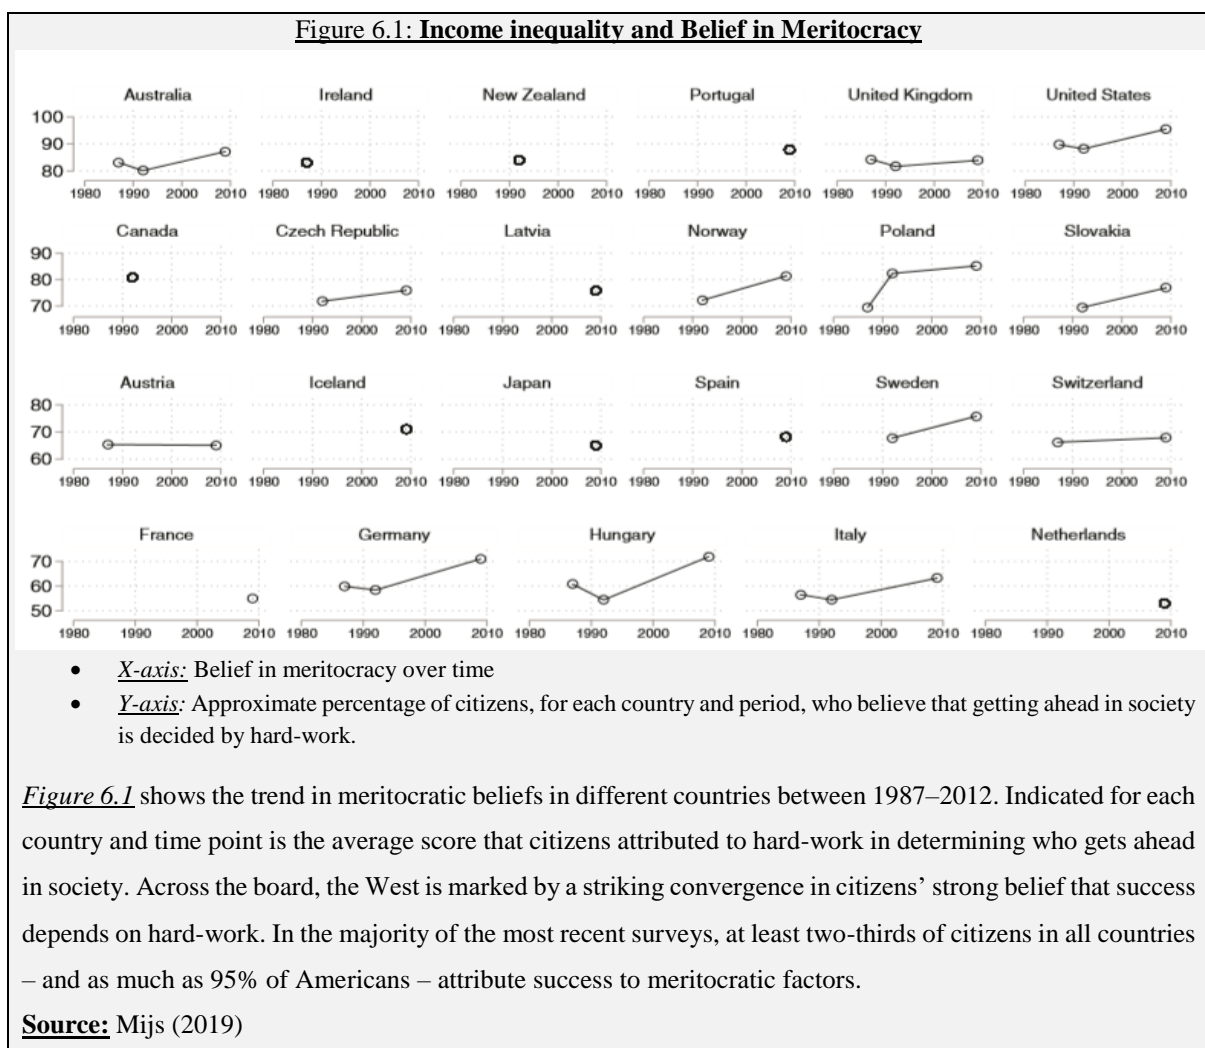 Figure 6.1: Income inequality and Belief in Meritocracy
Australia Ireland New Zealand Portugal United Kingdom United States
100
90
80
1980 1990 2000 2010 1980 1990 2000 2010 1980 1990 2000 2010 1980 1990 2000 2010 1980 1990 2000 2010 1980 1990 2000 2010
Canada Czech Republic Latvia Norway Poland Slovakia
90
80
70
1980 1990 2000 2010 1980 1990 2000 2010 1980 1990 2000 2010 1980 1990 2000 2010 1980 1990 2000 2010 1980 1990 2000 2010
Austria Iceland Japan Spain Sweden Switzerland
80
70
60
1980 1990 2000 2010 1980 1990 2000 2010 1980 1990 2000 2010 1980 1990 2000 2010 1980 1990 2000 2010 1980 1990 2000 2010
France Germany Hungary Italy Netherlands
70
60
50
1980 1990 2000 2010 1980 1990 2000 2010 1980 1990 2000 2010 1980 1990 2000 2010 1980 1990 2000 2010
• X-axis: Belief in meritocracy over time
• Y-axis: Approximate percentage of citizens, for each country and period, who believe that getting ahead in society
is decided by hard-work.
Figure 6.1 shows the trend in meritocratic beliefs in different countries between 1987–2012. Indicated for each
country and time point is the average score that citizens attributed to hard-work in determining who gets ahead
in society. Across the board, the West is marked by a striking convergence in citizens’ strong belief that success
depends on hard-work. In the majority of the most recent surveys, at least two-thirds of citizens in all countries
– and as much as 95% of Americans – attribute success to meritocratic factors.
Source: Mijs (2019)